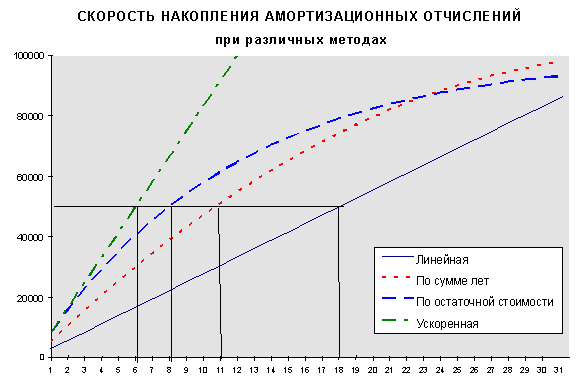 СКОРОСТЬ НАКОПЛЕНИЯ АМОРТИЗАЦИОННЫХ ОТЧИСЛЕНИЙ
при различных методах
100000
80000
60000
40000
20000
0
Линейная
По сумме лет
По остаточной стоимости
Ускоренная
1 2 3 4 5 6 7 8 9 10 11 12 13 14 15 16 17 18 19 20 21 22 23 24 25 26 27 28 29 30 31